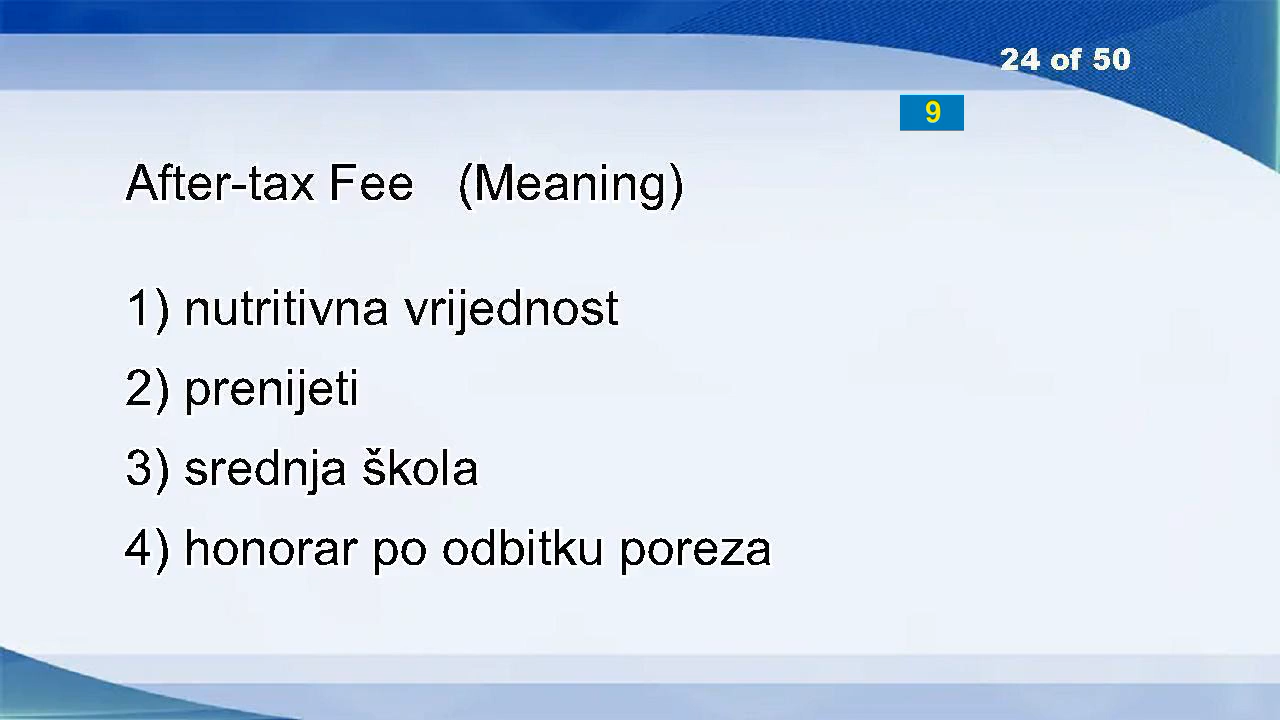 24 of 50
9
After-tax Fee (Meaning)
1) nutritivna vrijednost
2) prenijeti
3) srednja škola
4) honorar po odbitku poreza